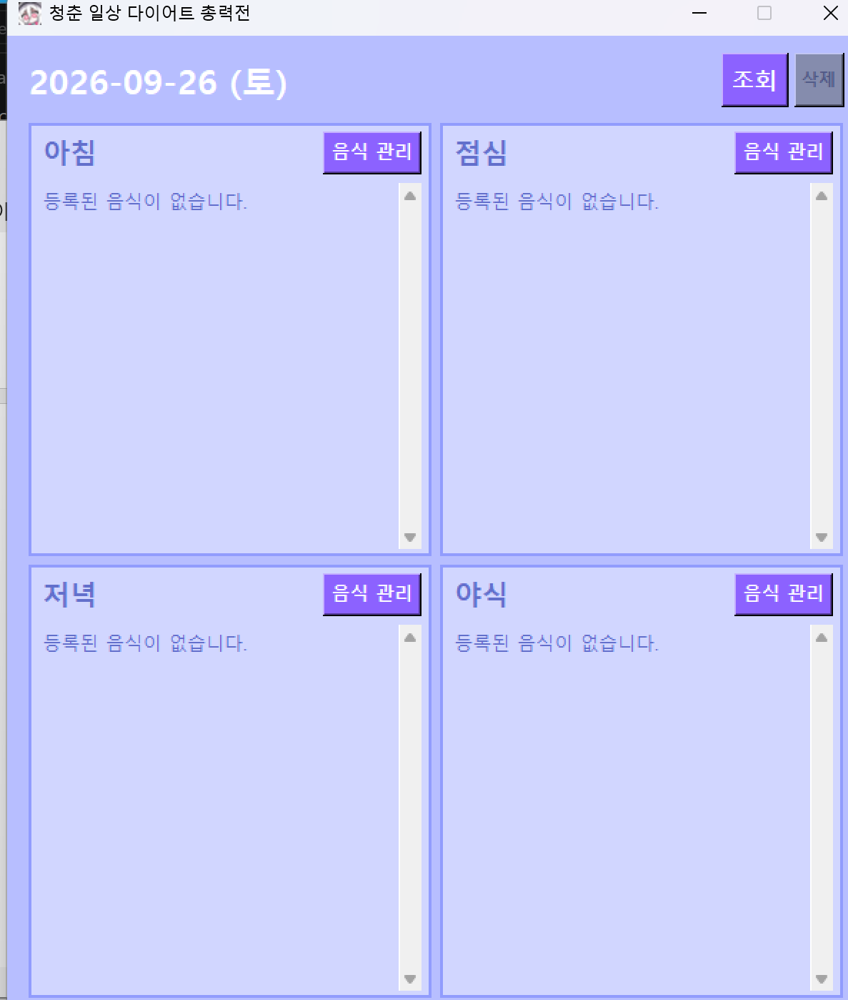 청춘 일상 다이어트 총력전
2026-09-26 (토)
조회
삭제
아침
음식 관리
등록된 음식이 없습니다.
점심
음식 관리
등록된 음식이 없습니다.
저녁
음식 관리
등록된 음식이 없습니다.
야식
음식 관리
등록된 음식이 없습니다.